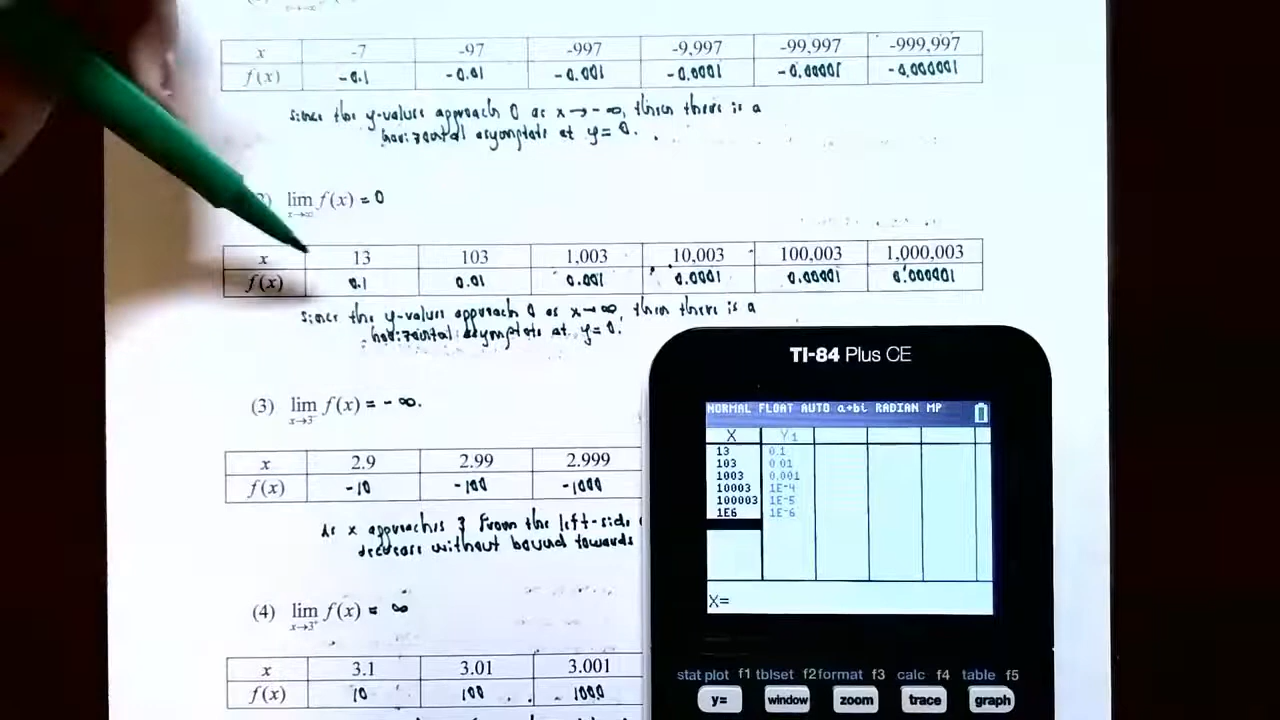 x -7 -97 -997 -9,997 -99,997 -999,997
f(x) -0.1 -0.01 -0.001 -0.0001 -0.00001 -0.000001
since the y-values approach 0 as x→-∞, then there is a
horizontal asymptote at y=0.
lim f(x) = 0
x→∞
x 13 103 1,003 10,003 100,003 1,000,003
f(x) 0.1 0.01 0.001 0.0001 0.00001 0.000001
since the y-values approach 0 as x→∞, then there is a
horizontal asymptote at y=0.
(3) lim f(x) = -∞.
x→3⁻
x 2.9 2.99 2.999
f(x) -10 -100 -1000
As x approaches 3 from the left-side
decrease without bound towards
(4) lim f(x) = ∞
x→3⁺
x 3.1 3.01 3.001
f(x) 10 100 1000
TI-84 Plus CE
NORMAL FLOAT AUTO a+bi RADIAN MP
X Y1
13 0.1
103 0.01
1003 0.001
10003 1E-4
100003 1E-5
1E6 1E-6
X=
stat plot f1 tblset f2 format f3 calc f4 table f5
y= window zoom trace graph